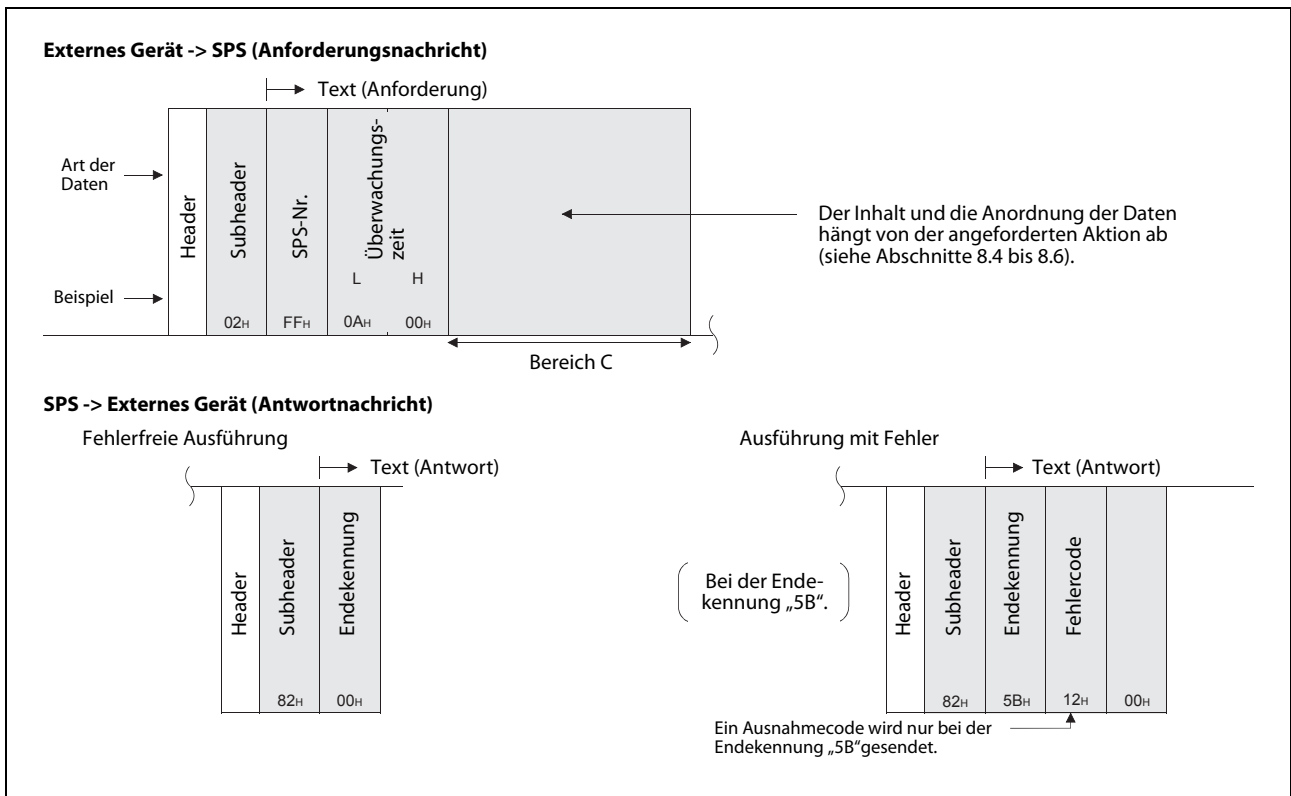 Externes Gerät -> SPS (Anforderungsnachricht)
Text (Anforderung)
Art der
Daten
Header
Subheader
SPS-Nr.
Überwachungs-
zeit
L H
Der Inhalt und die Anordnung der Daten
hängt von der angeforderten Aktion ab
(siehe Abschnitte 8.4 bis 8.6).
Beispiel
02H FFH 0AH 00H
Bereich C
SPS -> Externes Gerät (Antwortnachricht)
Fehlerfreie Ausführung
Text (Antwort)
Header
Subheader
Endekennung
82H 00H
Ausführung mit Fehler
Text (Antwort)
Bei der Ende-
kennung „5B“.
Header
Subheader
Endekennung
Fehlercode
82H 5BH 12H 00H
Ein Ausnahmecode wird nur bei der
Endekennung „5B“gesendet.